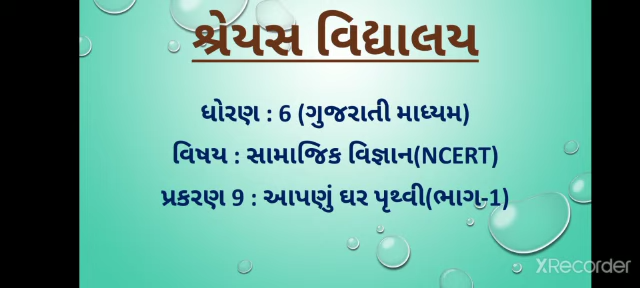 શ્રેયસ વિદ્યાલય
ધોરણ : 6 (ગુજરાતી માધ્યમ)
વિષય : સામાજિક વિજ્ઞાન(NCERT)
પ્રકરણ 9 : આપણું ઘર પૃથ્વી(ભાગ-1)
XRecorder